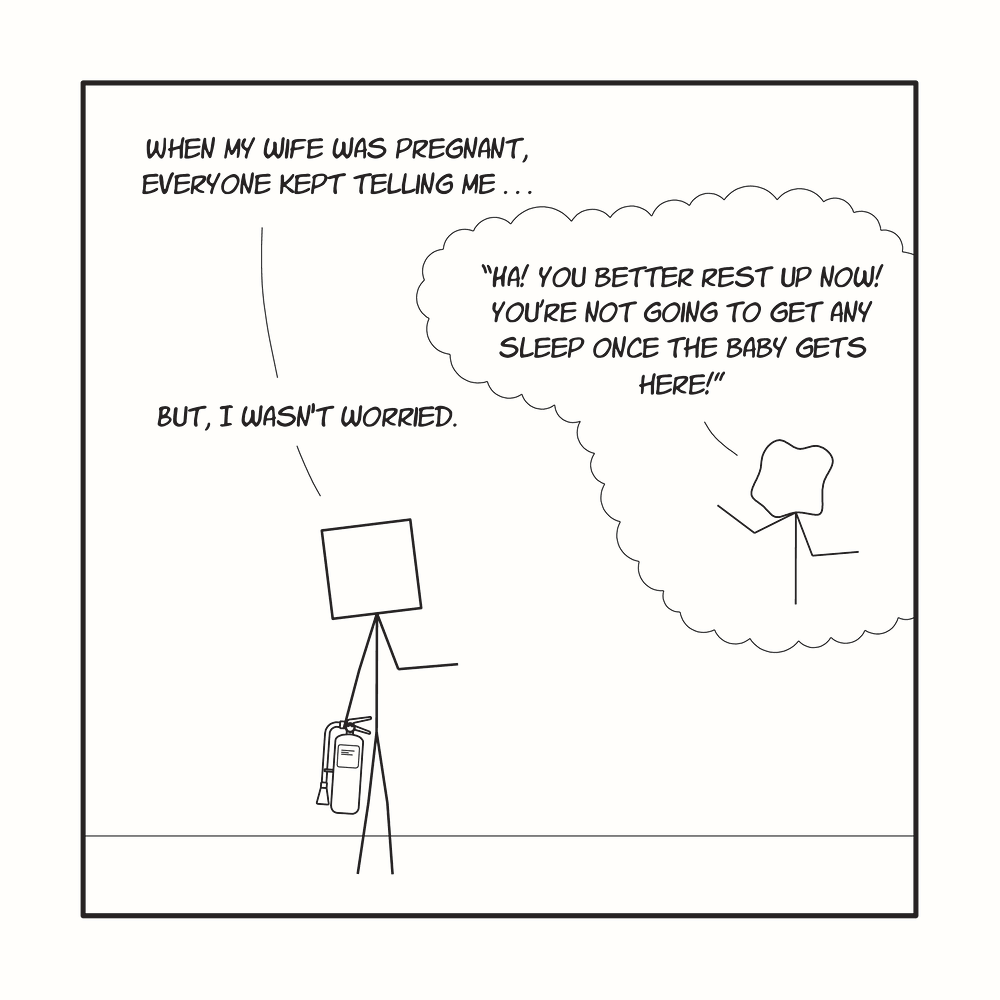 WHEN MY WIFE WAS PREGNANT,
EVERYONE KEPT TELLING ME . . .
"HA! YOU BETTER REST UP NOW!
YOU'RE NOT GOING TO GET ANY
SLEEP ONCE THE BABY GETS
HERE!"
BUT, I WASN'T WORRIED.